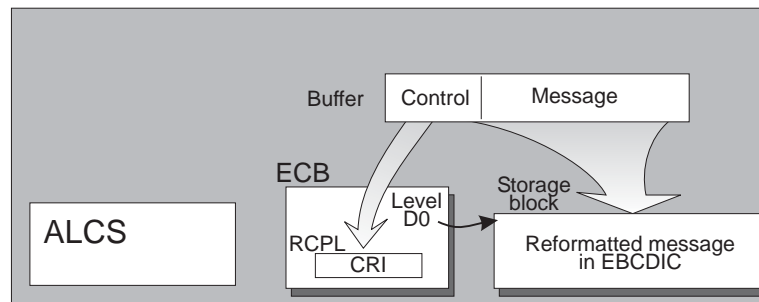 Buffer
Control
Message
ECB
Level
D0
Storage
block
ALCS
RCPL
CRI
Reformatted message
in EBCDIC